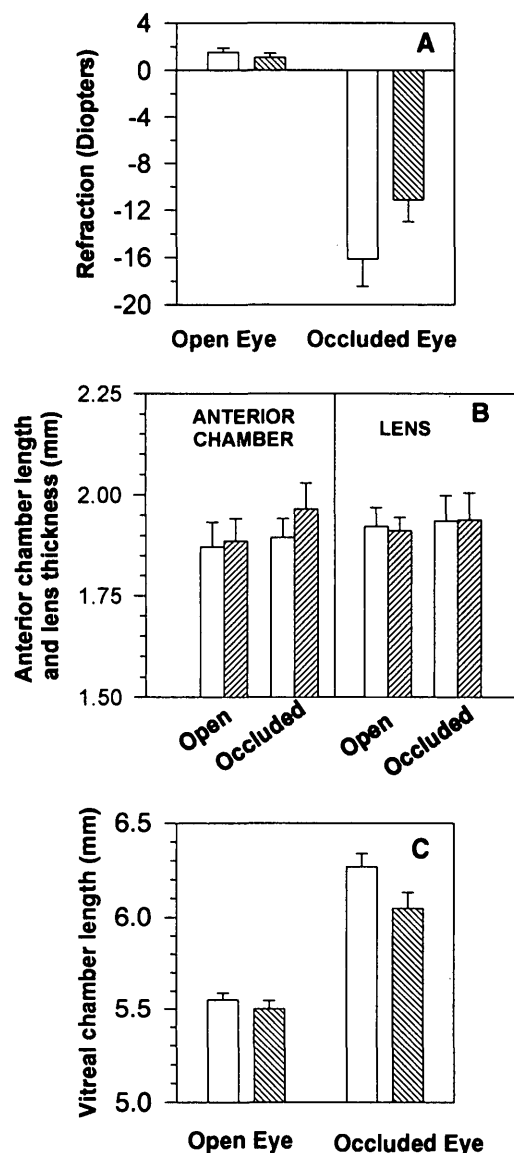 4
0
-4
-8
-12
-16
-20
Refraction (Diopters)
A
Open Eye Occluded Eye
2.25
2.00
1.75
1.50
Anterior chamber length
and lens thickness (mm)
ANTERIOR
CHAMBER
LENS
B
Open
Occluded
Open
Occluded
6.5
6.0
5.5
5.0
Vitreal chamber length (mm)
C
Open Eye Occluded Eye